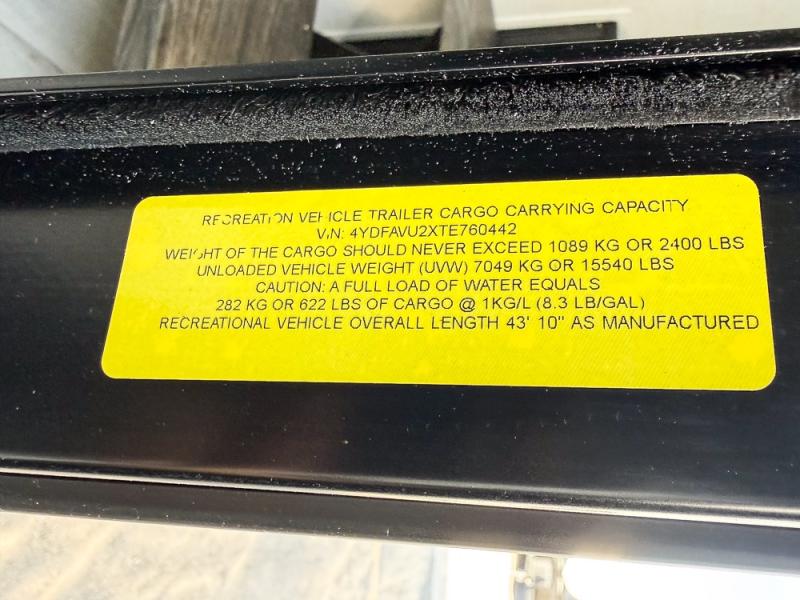 RECREATION VEHICLE TRAILER CARGO CARRYING CAPACITY
VIN: 4YDFAVU2XTE760442
WEIGHT OF THE CARGO SHOULD NEVER EXCEED 1089 KG OR 2400 LBS
UNLOADED VEHICLE WEIGHT (UVW) 7049 KG OR 15540 LBS
CAUTION: A FULL LOAD OF WATER EQUALS
282 KG OR 622 LBS OF CARGO @ 1KG/L (8.3 LB/GAL)
RECREATIONAL VEHICLE OVERALL LENGTH 43' 10" AS MANUFACTURED